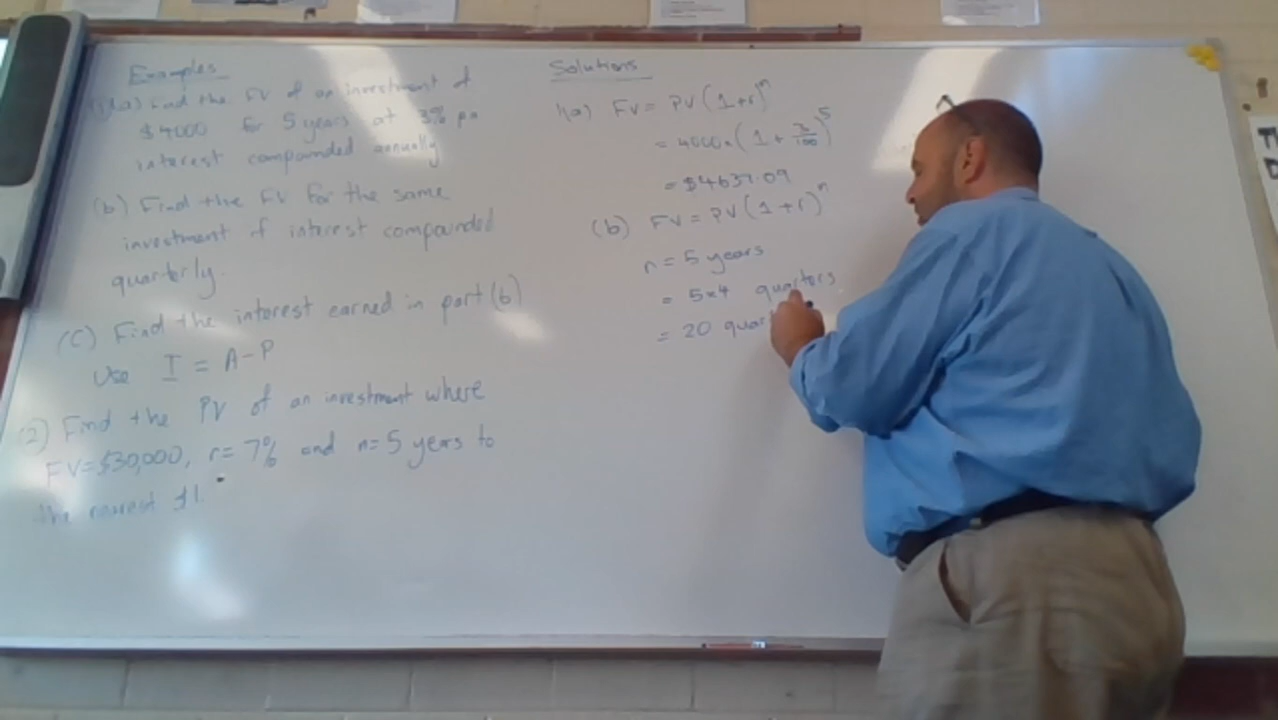 Examples
(1)(a) Find the FV of an investment of
$4000 for 5 years at 3% pa
interest compounded annually
(b) Find the FV for the same
investment if interest compounded
quarterly.
(c) Find the interest earned in part (b)
Use I = A-P
(2) Find the PV of an investment where
FV=$30,000, r=7% and n=5 years to
the nearest $1.
Solutions
1(a) FV = PV(1+r)^n
= 4000×(1+3/100)^5
= $4637.09
(b) FV = PV(1+r)^n
n = 5 years
= 5×4 quarters
= 20 quar